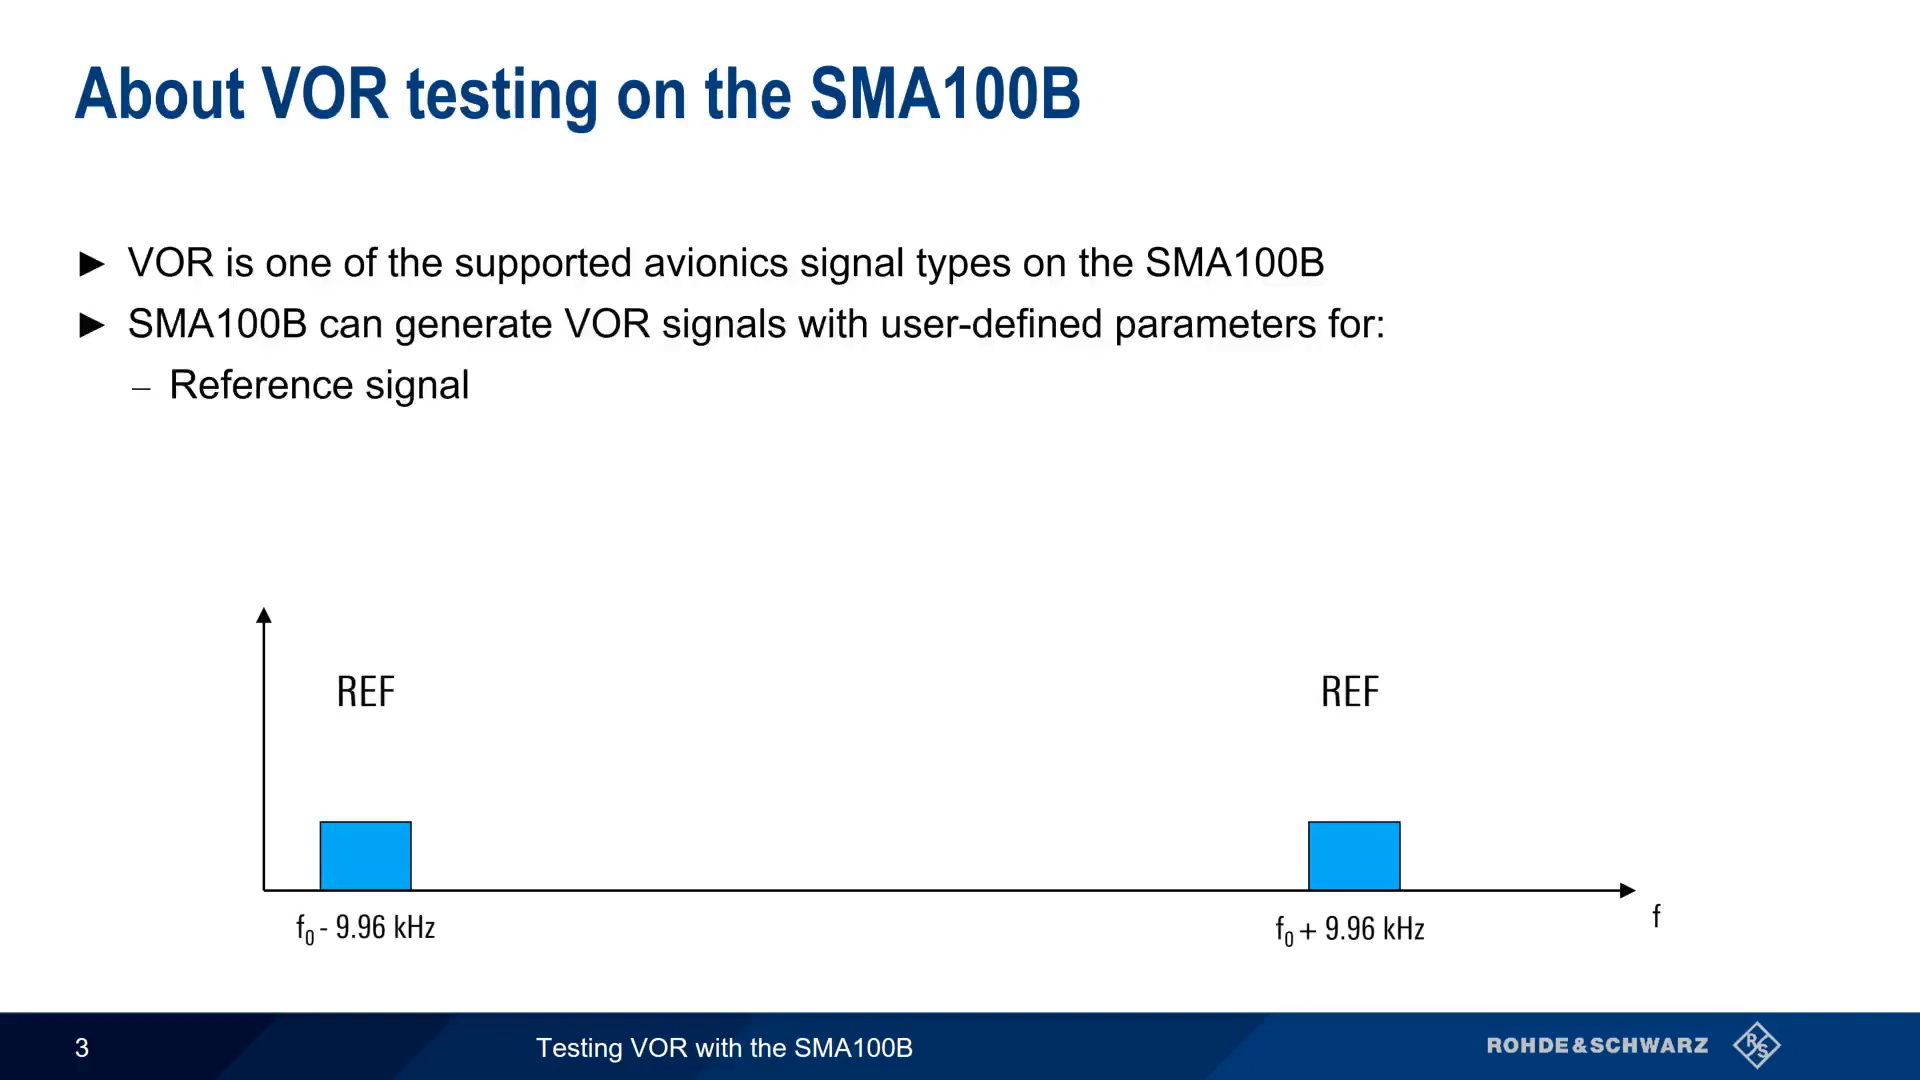 About VOR testing on the SMA100B
► VOR is one of the supported avionics signal types on the SMA100B
► SMA100B can generate VOR signals with user-defined parameters for:
– Reference signal
REF
REF
f₀ - 9.96 kHz
f₀ + 9.96 kHz
f
3
Testing VOR with the SMA100B
ROHDE&SCHWARZ
RS